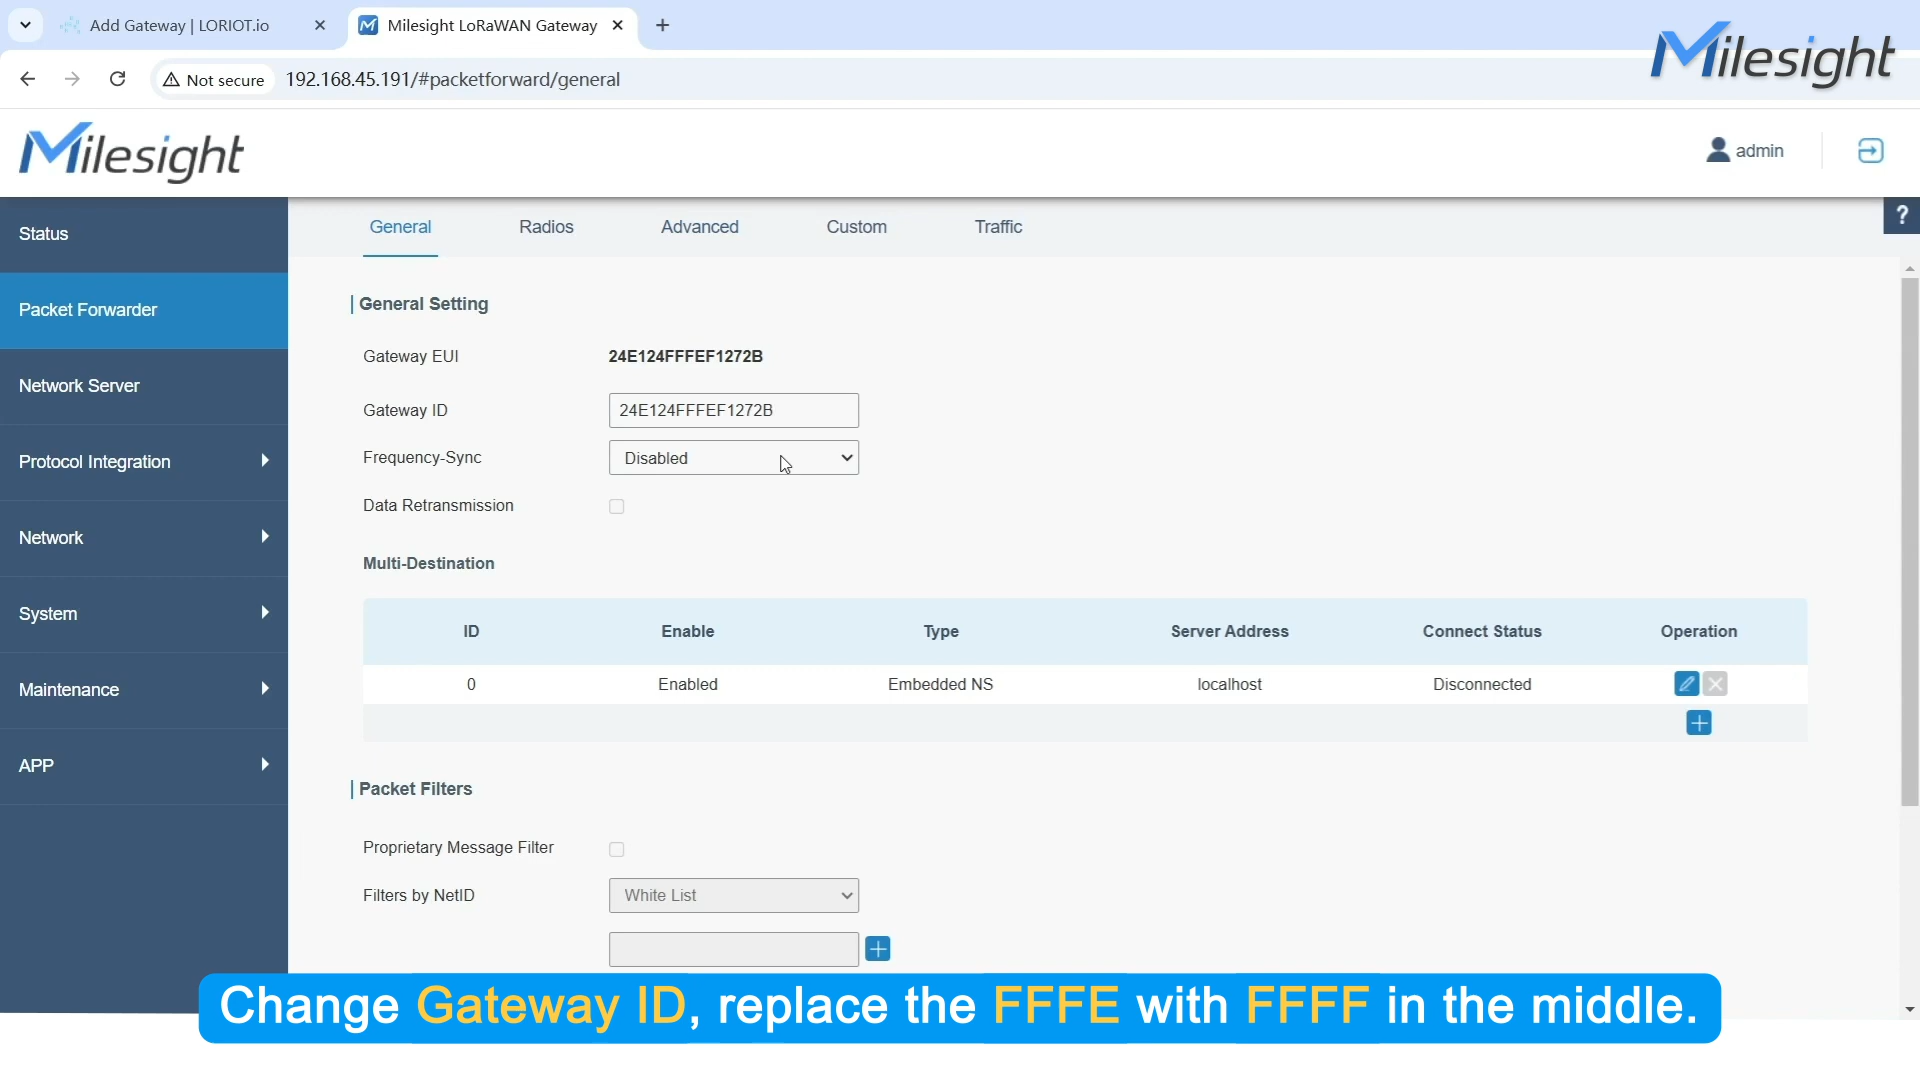 Add Gateway | LORIOT.io
Milesight LoRaWAN Gateway
Milesight
Not secure
192.168.45.191/#packetforward/general
Milesight
admin
Status
General
Radios
Advanced
Custom
Traffic
?
Packet Forwarder
General Setting
Gateway EUI
24E124FFFEF1272B
Network Server
Gateway ID
24E124FFFEF1272B
Protocol Integration
Frequency-Sync
Disabled
Data Retransmission
Network
Multi-Destination
System
ID
Enable
Type
Server Address
Connect Status
Operation
Maintenance
0
Enabled
Embedded NS
localhost
Disconnected
APP
Packet Filters
Proprietary Message Filter
Filters by NetID
White List
Change Gateway ID, replace the FFFE with FFFF in the middle.